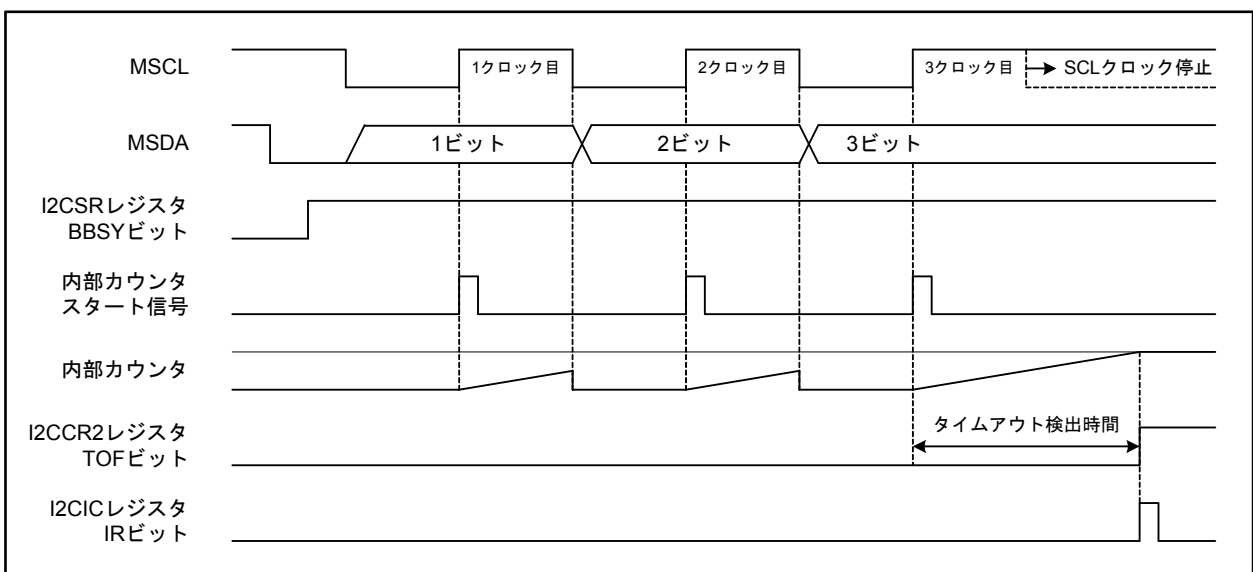 MSCL
1クロック目
2クロック目
3クロック目
SCLクロック停止
MSDA
1ビット
2ビット
3ビット
I2CSRレジスタ
BBSYビット
内部カウンタ
スタート信号
内部カウンタ
I2CCR2レジスタ
TOFビット
タイムアウト検出時間
I2CICレジスタ
IRビット